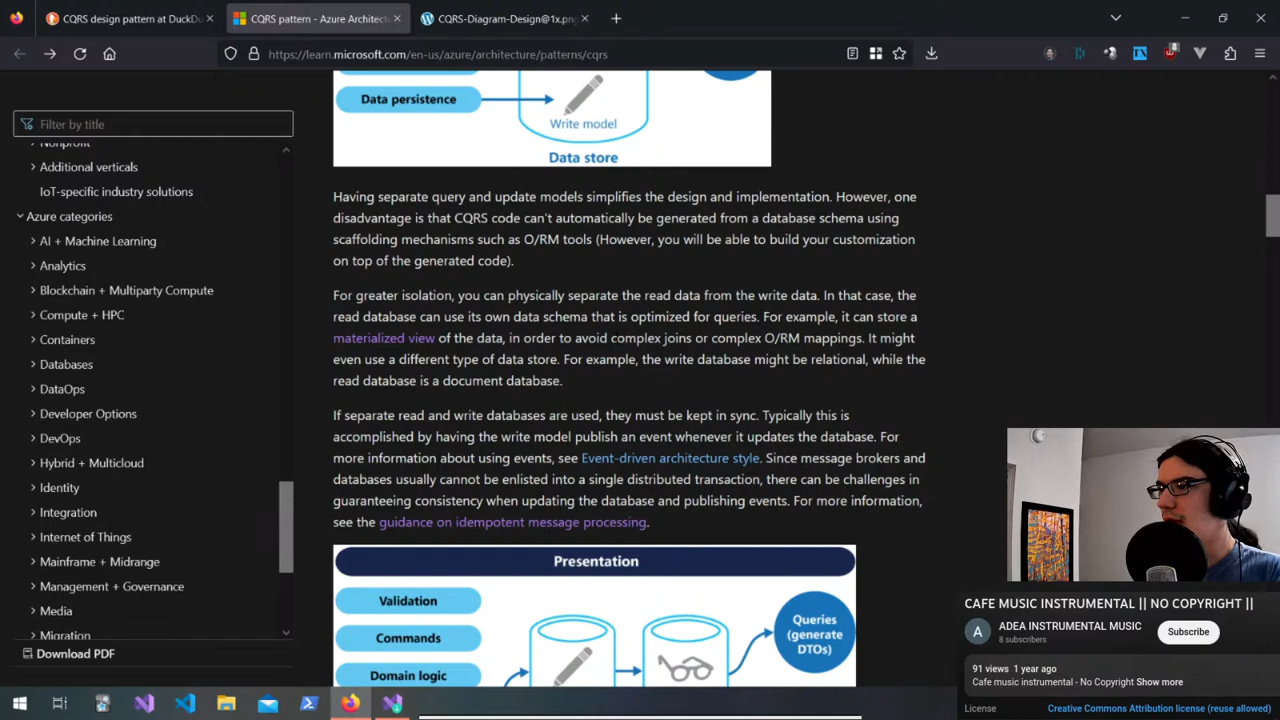 CQRS design pattern at DuckDu
CQRS pattern - Azure Architect
CQRS-Diagram-Design@1x.png
https://learn.microsoft.com/en-us/azure/architecture/patterns/cqrs
8
Filter by title
Nonprofit
Additional verticals
IoT-specific industry solutions
Azure categories
AI + Machine Learning
Analytics
Blockchain + Multiparty Compute
Compute + HPC
Containers
Databases
DataOps
Developer Options
DevOps
Hybrid + Multicloud
Identity
Integration
Internet of Things
Mainframe + Midrange
Management + Governance
Media
Migration
Download PDF
Data persistence
Write model
Data store
Having separate query and update models simplifies the design and implementation. However, one
disadvantage is that CQRS code can't automatically be generated from a database schema using
scaffolding mechanisms such as O/RM tools (However, you will be able to build your customization
on top of the generated code).
For greater isolation, you can physically separate the read data from the write data. In that case, the
read database can use its own data schema that is optimized for queries. For example, it can store a
materialized view of the data, in order to avoid complex joins or complex O/RM mappings. It might
even use a different type of data store. For example, the write database might be relational, while the
read database is a document database.
If separate read and write databases are used, they must be kept in sync. Typically this is
accomplished by having the write model publish an event whenever it updates the database. For
more information about using events, see Event-driven architecture style. Since message brokers and
databases usually cannot be enlisted into a single distributed transaction, there can be challenges in
guaranteeing consistency when updating the database and publishing events. For more information,
see the guidance on idempotent message processing.
Presentation
Validation
Commands
Domain logic
Queries
(generate
DTOs)
CAFE MUSIC INSTRUMENTAL || NO COPYRIGHT ||
A
ADEA INSTRUMENTAL MUSIC
8 subscribers
Subscribe
91 views 1 year ago
Cafe music instrumental - No Copyright Show more
License
Creative Commons Attribution license (reuse allowed)